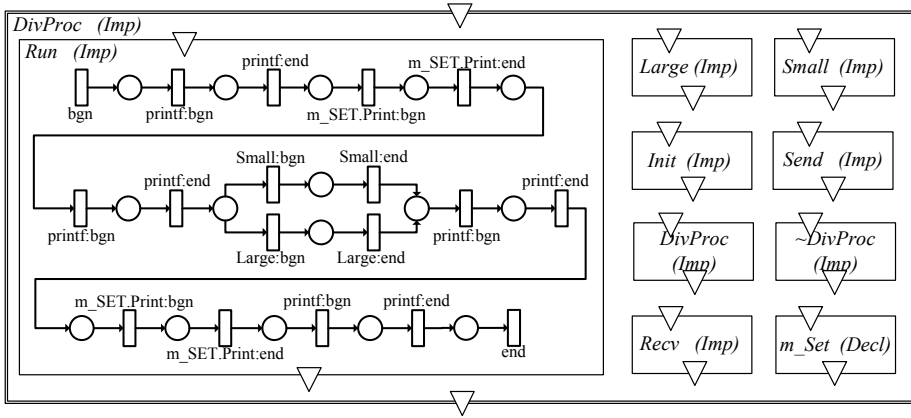 DivProc (Imp)
Run (Imp)
printf:end
m_SET.Print:end
bgn
printf:bgn
m_SET.Print:bgn
Small:bgn
Small:end
printf:end
printf:end
printf:bgn
printf:bgn
Large:bgn
Large:end
m_SET.Print:bgn
printf:bgn
printf:end
m_SET.Print:end
end
Large (Imp)
Small (Imp)
Init (Imp)
Send (Imp)
DivProc
(Imp)
~DivProc
(Imp)
Recv (Imp)
m_Set (Decl)